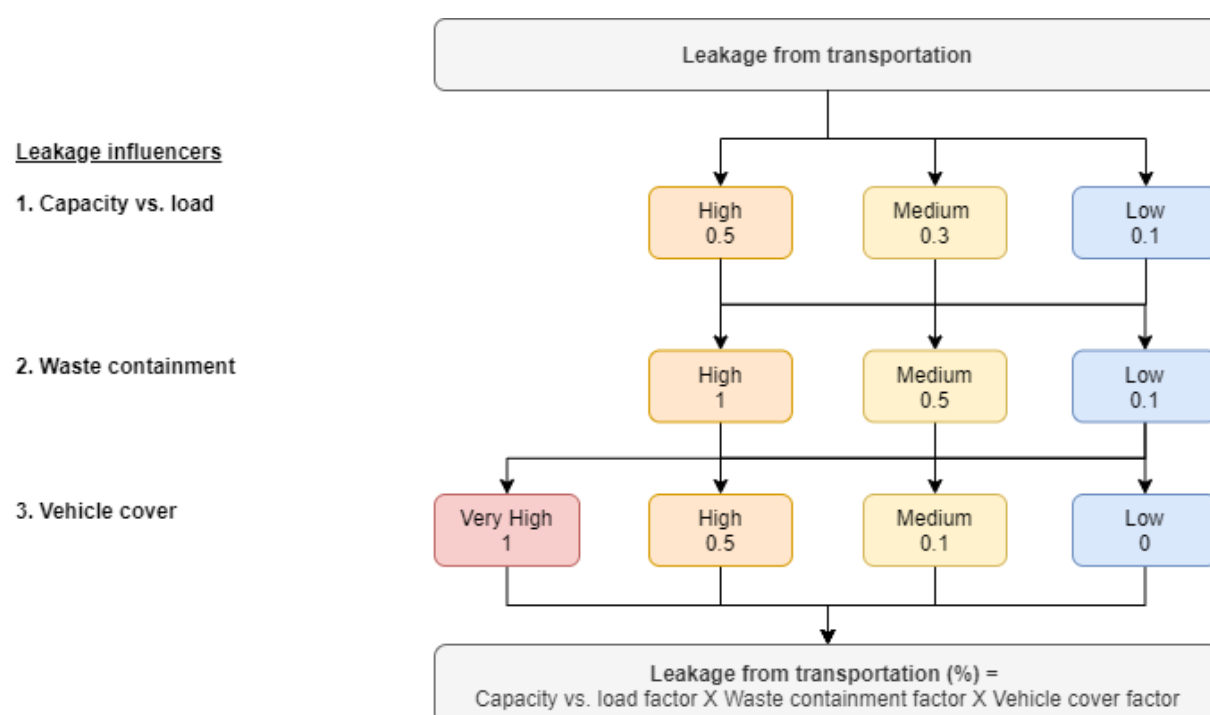 Leakage from transportation
Leakage influencers
1. Capacity vs. load
High
0.5
Medium
0.3
Low
0.1
2. Waste containment
High
1
Medium
0.5
Low
0.1
3. Vehicle cover
Very High
1
High
0.5
Medium
0.1
Low
0
Leakage from transportation (%) =
Capacity vs. load factor X Waste containment factor X Vehicle cover factor